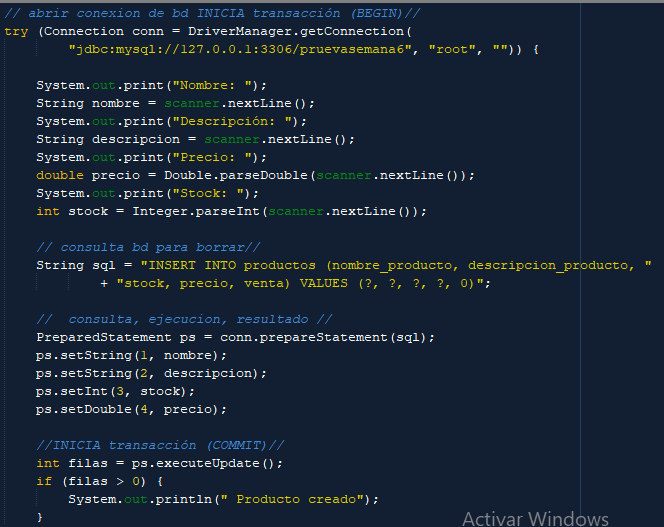 // abrir conexion de bd INICIA transacción (BEGIN)//
try (Connection conn = DriverManager.getConnection(
"jdbc:mysql://127.0.0.1:3306/pruevasemana6", "root", "")) {
System.out.print("Nombre: ");
String nombre = scanner.nextLine();
System.out.print("Descripción: ");
String descripcion = scanner.nextLine();
System.out.print("Precio: ");
double precio = Double.parseDouble(scanner.nextLine());
System.out.print("Stock: ");
int stock = Integer.parseInt(scanner.nextLine());
// consulta bd para borrar//
String sql = "INSERT INTO productos (nombre_producto, descripcion_producto, "
+ "stock, precio, venta) VALUES (?, ?, ?, ?, 0)";
//  consulta, ejecucion, resultado //
PreparedStatement ps = conn.prepareStatement(sql);
ps.setString(1, nombre);
ps.setString(2, descripcion);
ps.setInt(3, stock);
ps.setDouble(4, precio);
//INICIA transacción (COMMIT)//
int filas = ps.executeUpdate();
if (filas > 0) {
System.out.println(" Producto creado");
}
Activar Windows